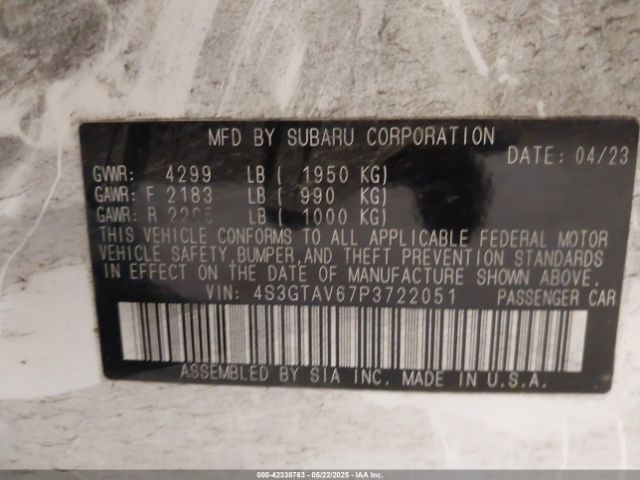 MFD BY SUBARU CORPORATION
DATE: 04/23
GVWR: 4299 LB ( 1950 KG)
GAWR: F 2183 LB ( 990 KG)
GAWR: R LB ( 1000 KG)
THIS VEHICLE CONFORMS TO ALL APPLICABLE FEDERAL MOTOR
VEHICLE SAFETY, BUMPER, AND THEFT PREVENTION STANDARDS
IN EFFECT ON THE DATE OF MANUFACTURE SHOWN ABOVE.
VIN: 4S3GTAV67P3722051 PASSENGER CAR
ASSEMBLED BY SIA INC. MADE IN U.S.A.
000-42338763 - 05/22/2025 - IAA Inc.